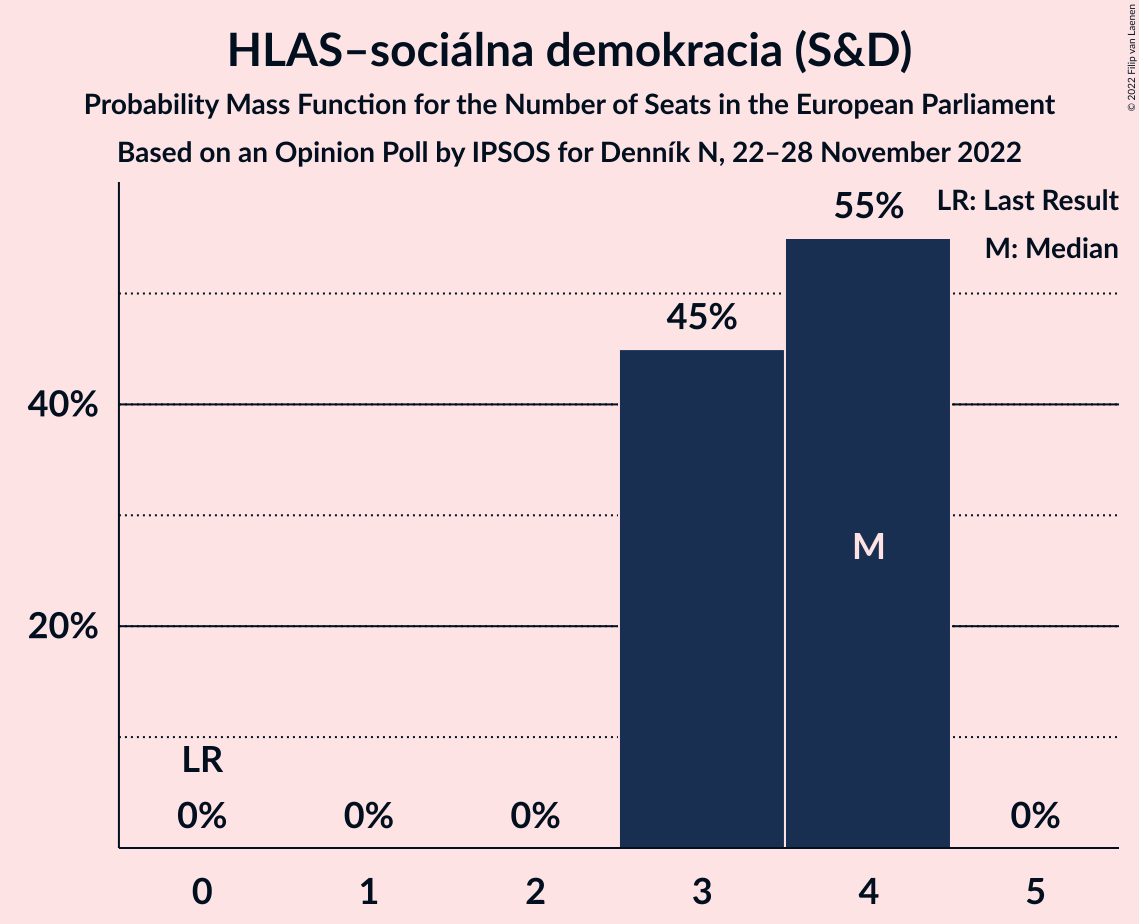 HLAS–sociálna demokracia (S&D)
Probability Mass Function for the Number of Seats in the European Parliament
Based on an Opinion Poll by IPSOS for Denník N, 22–28 November 2022
© 2022 Filip van Laenen
LR: Last Result
M: Median
55%
45%
40%
M
20%
LR
0% 0% 0% 0%
0 1 2 3 4 5